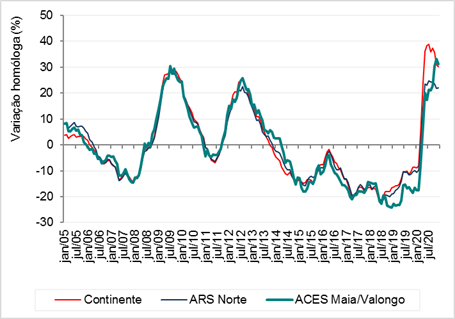 Variação homóloga (%)
50
40
30
20
10
0
-10
-20
-30
jan/05
jul/05
jan/06
jul/06
jan/07
jul/07
jan/08
jul/08
jan/09
jul/09
jan/10
jul/10
jan/11
jul/11
jan/12
jul/12
jan/13
jul/13
jan/14
jul/14
jan/15
jul/15
jan/16
jul/16
jan/17
jul/17
jan/18
jul/18
jan/19
jul/19
jan/20
jul/20
Continente ARS Norte ACES Maia/Valongo